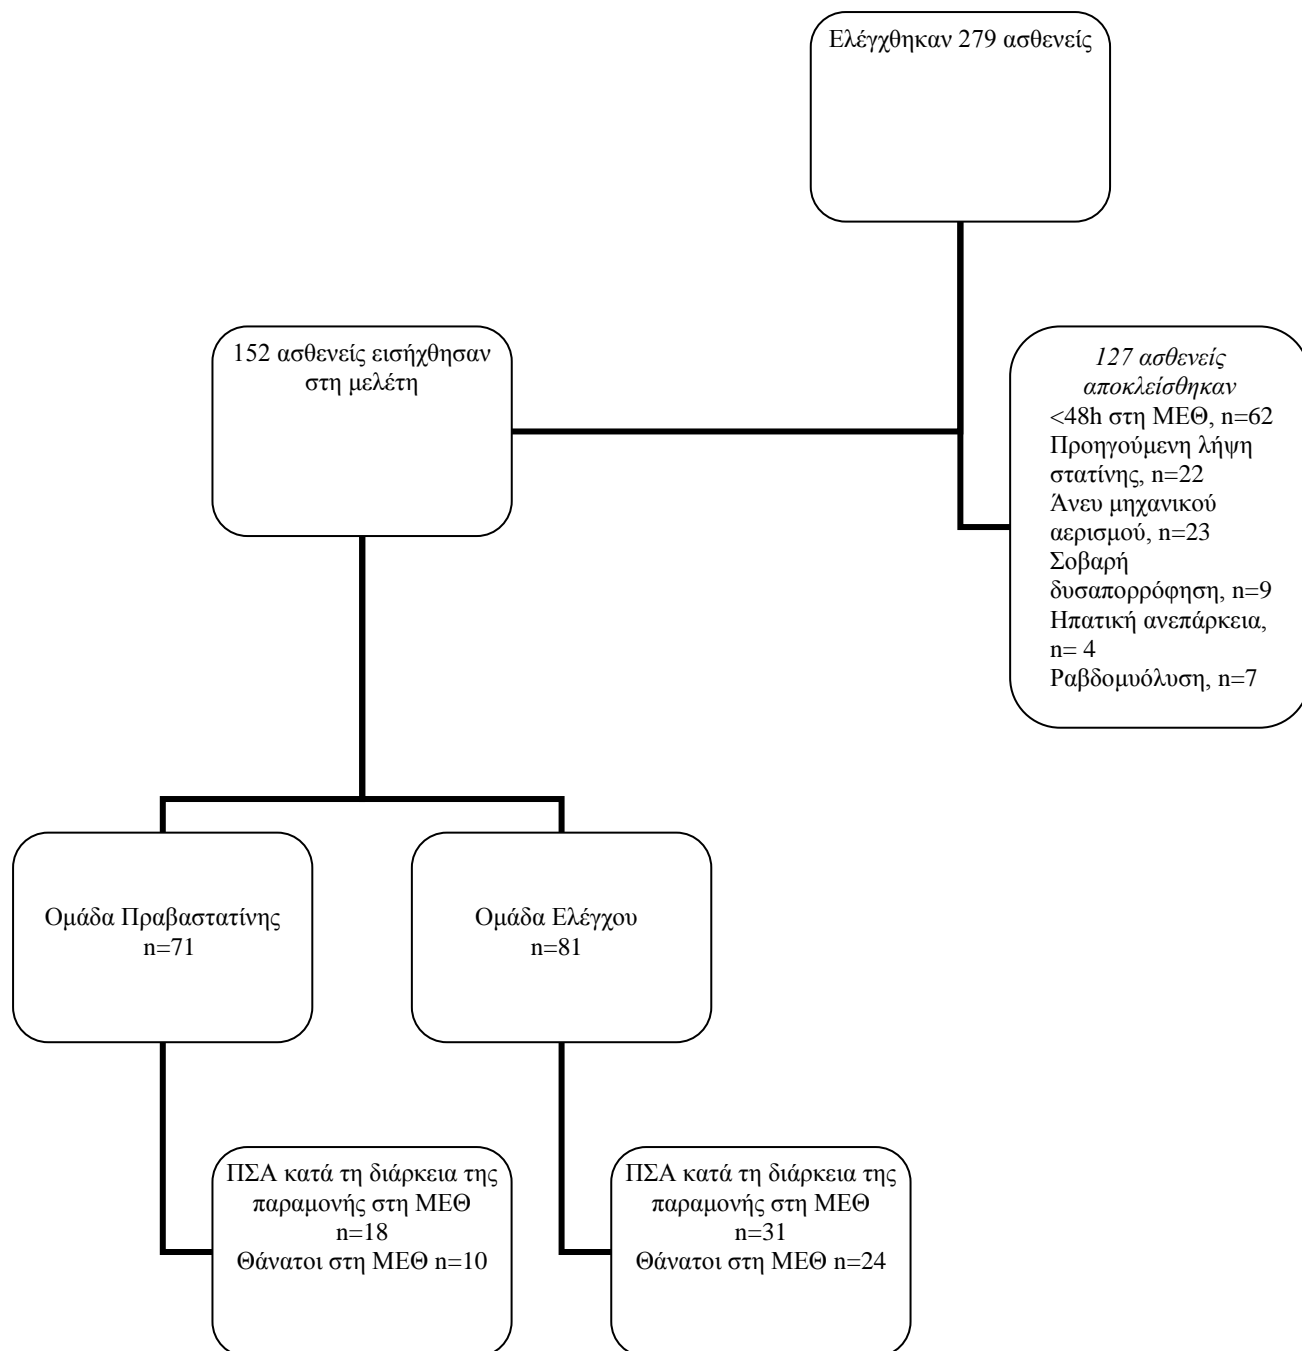 Ελέγχθηκαν 279 ασθενείς
152 ασθενείς εισήχθησαν
στη μελέτη
127 ασθενείς
αποκλείσθηκαν
<48h στη ΜΕΘ, n=62
Προηγούμενη λήψη
στατίνης, n=22
Άνευ μηχανικού
αερισμού, n=23
Σοβαρή
δυσαπορρόφηση, n=9
Ηπατική ανεπάρκεια,
n= 4
Ραβδομυόλυση, n=7
Ομάδα Πραβαστατίνης
n=71
Ομάδα Ελέγχου
n=81
ΠΣΑ κατά τη διάρκεια της
παραμονής στη ΜΕΘ
n=18
Θάνατοι στη ΜΕΘ n=10
ΠΣΑ κατά τη διάρκεια της
παραμονής στη ΜΕΘ
n=31
Θάνατοι στη ΜΕΘ n=24